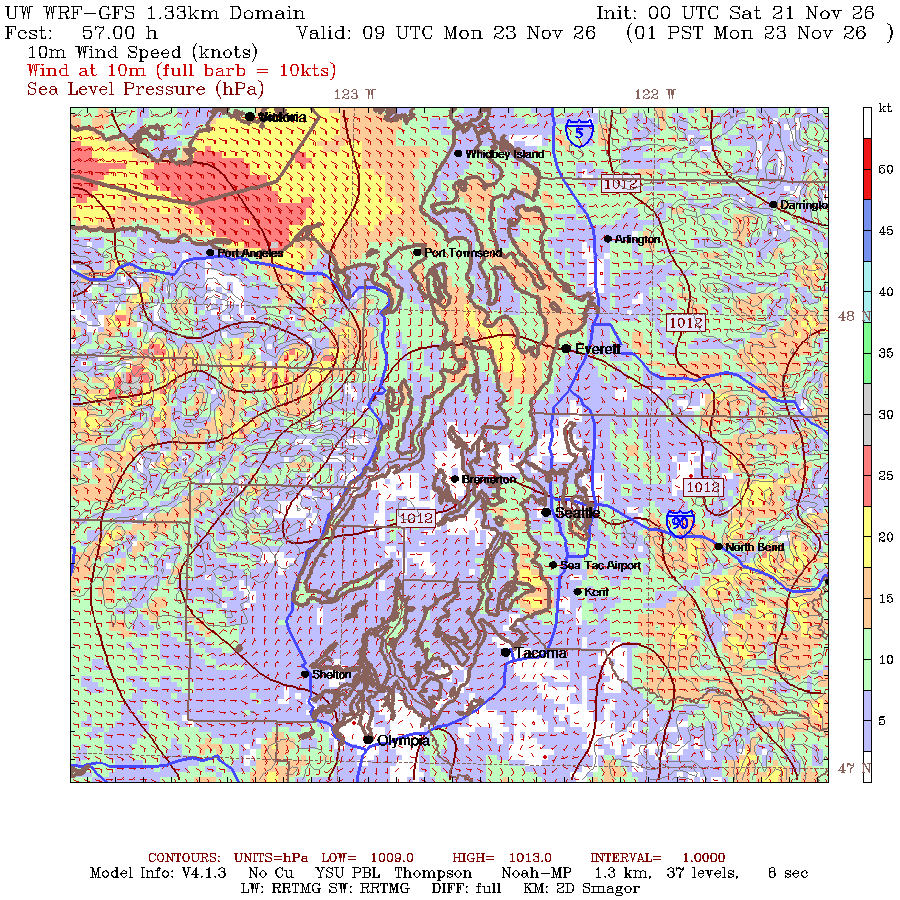 UW WRF-GFS 1.33km Domain Init: 00 UTC Sat 21 Nov 26
Fcst: 57.00 h Valid: 09 UTC Mon 23 Nov 26 (01 PST Mon 23 Nov 26 )
10m Wind Speed (knots)
Wind at 10m (full barb = 10kts)
Sea Level Pressure (hPa)
123 W 122 W
kt
Victoria
5
Whidbey Island
60
1012
Darringto
45
Arlington
Port Angeles
Port Townsend
40
48 N
1012
Everett
35
30
Bremerton
25
1012
Seattle
1012
90
20
North Bend
Sea Tac Airport
Kent
15
Tacoma
10
Shelton
5
Olympia
47 N
CONTOURS: UNITS=hPa LOW= 1009.0 HIGH= 1013.0 INTERVAL= 1.0000
Model Info: V4.1.3 No Cu YSU PBL Thompson Noah-MP 1.3 km, 37 levels, 8 sec
LW: RRTMG SW: RRTMG DIFF: full KM: 2D Smagor